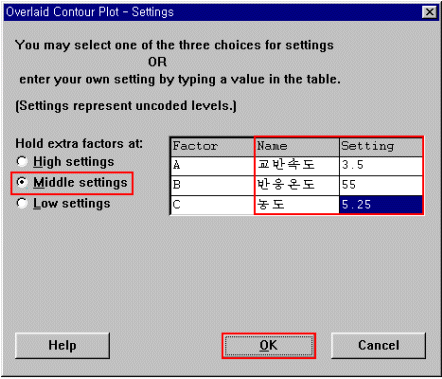 Overlaid Contour Plot - Settings
You may select one of the three choices for settings
OR
enter your own setting by typing a value in the table.
(Settings represent uncoded levels.)
Hold extra factors at:
High settings
Middle settings
Low settings
Factor Name Setting
A 교반속도 3.5
B 반응온도 55
C 농도 5.25
Help OK Cancel